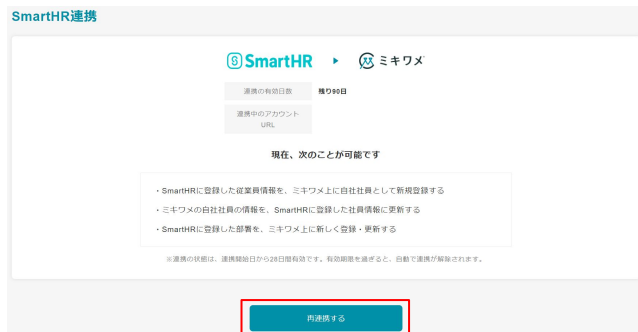 SmartHR連携
SmartHR ▶ ミキワメ
連携の有効日数 残り90日
連携中のアカウント
URL
現在、次のことが可能です
・SmartHRに登録した従業員情報を、ミキワメ上に自社社員として新規登録する
・ミキワメの自社社員の情報を、SmartHRに登録した社員情報に更新する
・SmartHRに登録した部署を、ミキワメ上に新しく登録・更新する
※連携の状態は、連携開始日から28日間有効です。有効期限を過ぎると、自動で連携が解除されます。
再連携する